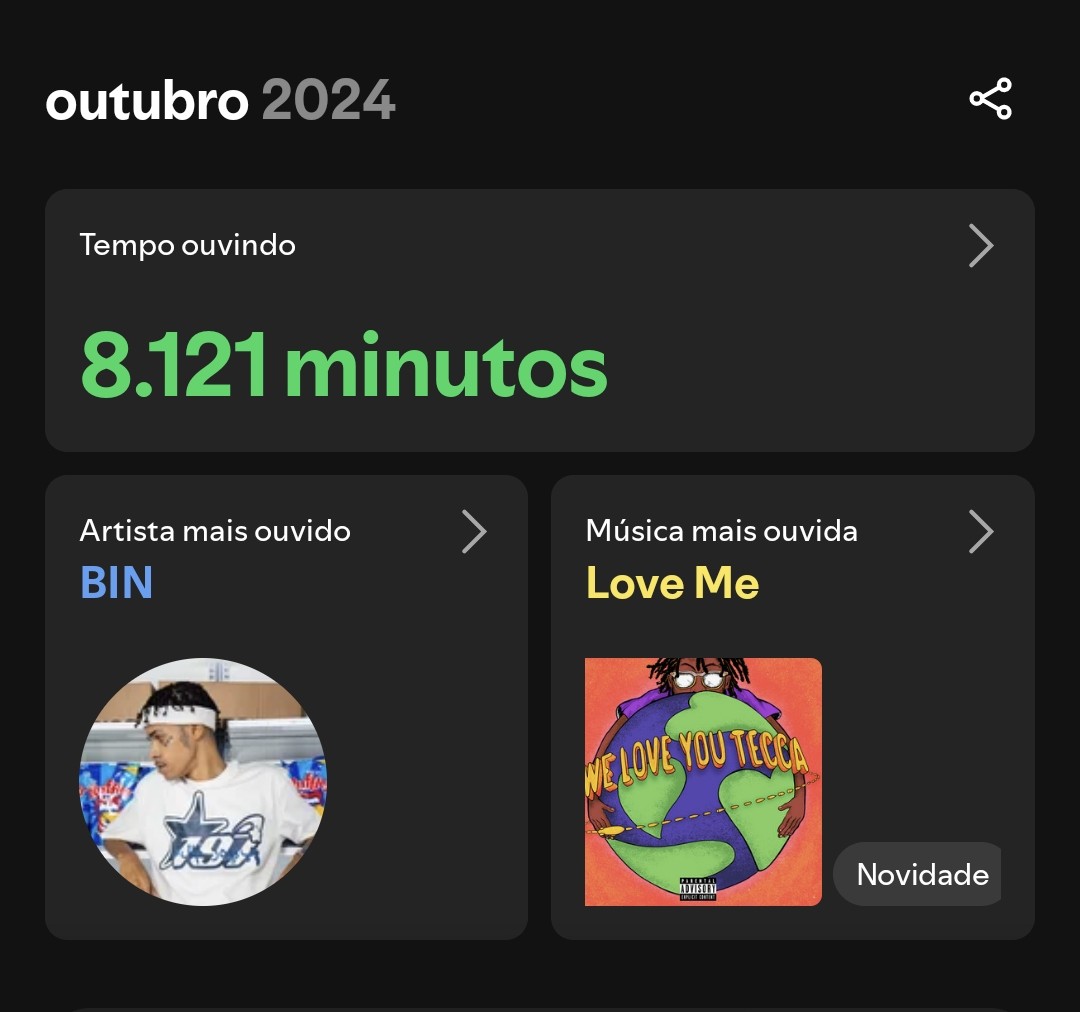 outubro 2024
Tempo ouvindo
8.121 minutos
Artista mais ouvido
BIN
Música mais ouvida
Love Me
WE LOVE YOU TECCA
PARENTAL
ADVISORY
EXPLICIT CONTENT
Novidade